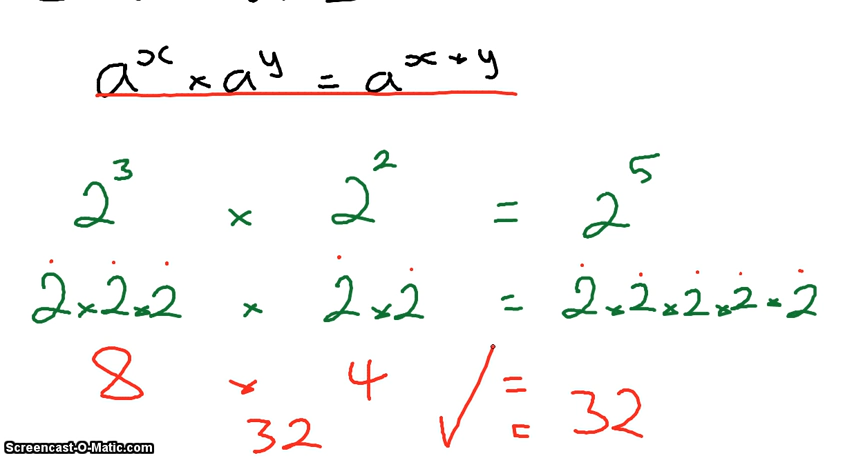 a^x × a^y = a^(x + y)
2^3 × 2^2 = 2^5
2 × 2 × 2 × 2 × 2 = 2 × 2 × 2 × 2 × 2
8 × 4 ✓ =
32 = 32
Screencast-O-Matic.com